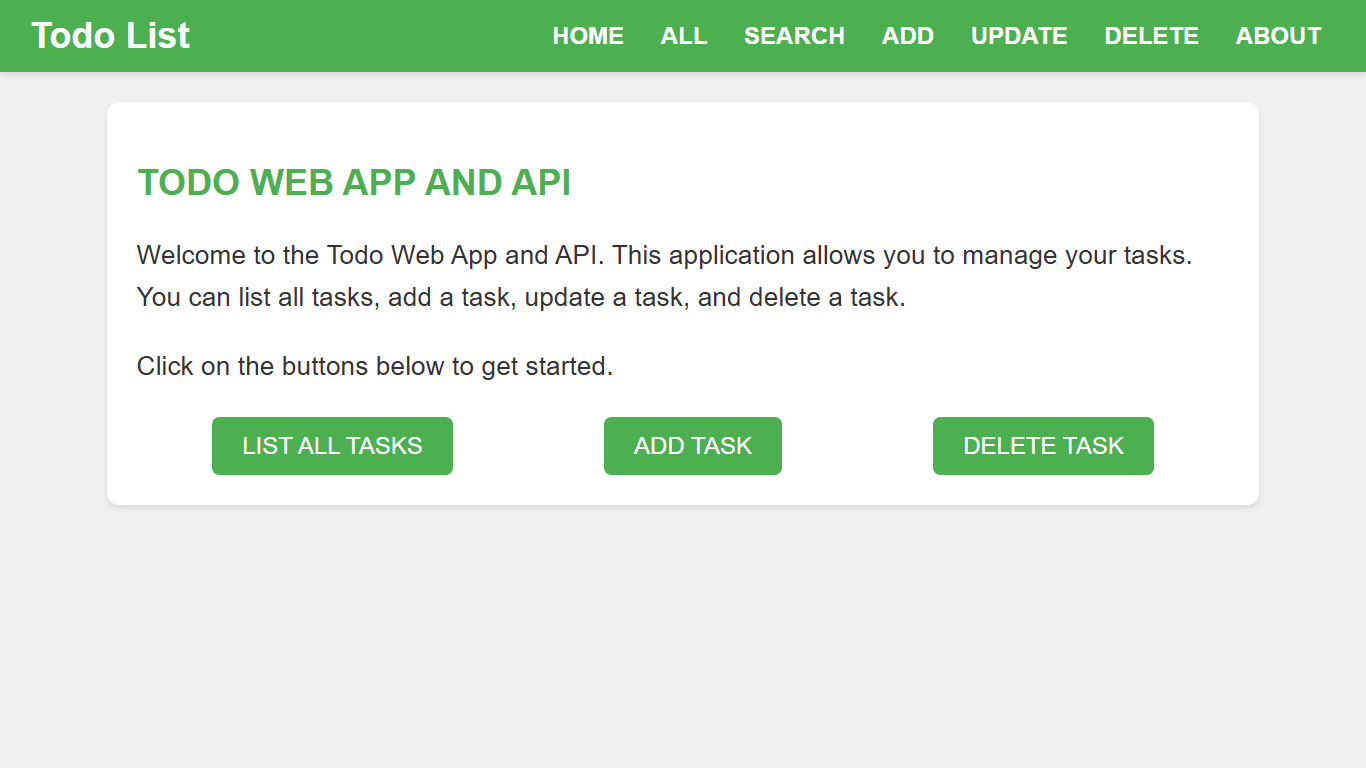 Todo List
HOME ALL SEARCH ADD UPDATE DELETE ABOUT
TODO WEB APP AND API
Welcome to the Todo Web App and API. This application allows you to manage your tasks.
You can list all tasks, add a task, update a task, and delete a task.
Click on the buttons below to get started.
LIST ALL TASKS ADD TASK DELETE TASK